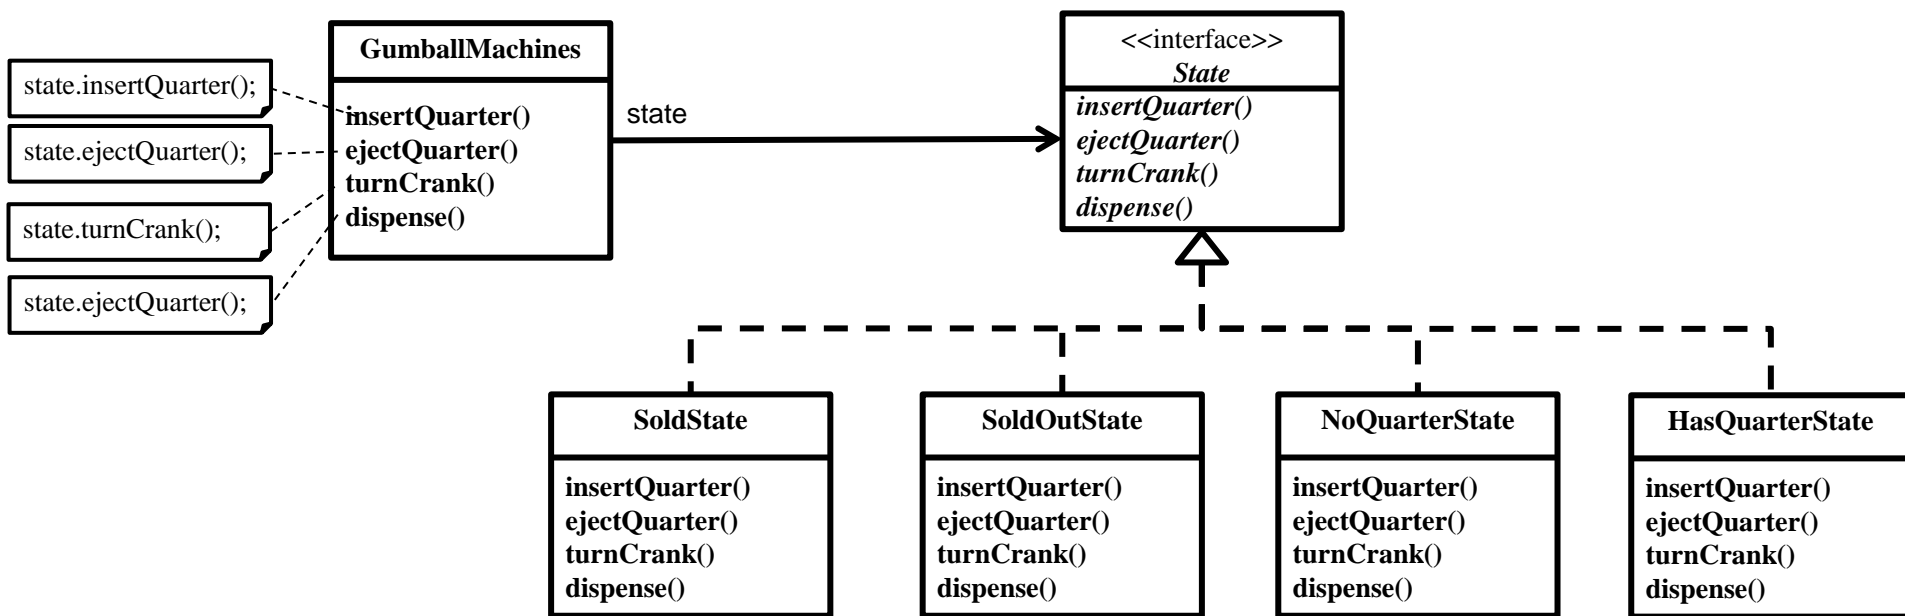 state.insertQuarter();
state.ejectQuarter();
state.turnCrank();
state.ejectQuarter();
GumballMachines
insertQuarter()
ejectQuarter()
turnCrank()
dispense()
state
<<interface>>
State
insertQuarter()
ejectQuarter()
turnCrank()
dispense()
SoldState
insertQuarter()
ejectQuarter()
turnCrank()
dispense()
SoldOutState
insertQuarter()
ejectQuarter()
turnCrank()
dispense()
NoQuarterState
insertQuarter()
ejectQuarter()
turnCrank()
dispense()
HasQuarterState
insertQuarter()
ejectQuarter()
turnCrank()
dispense()